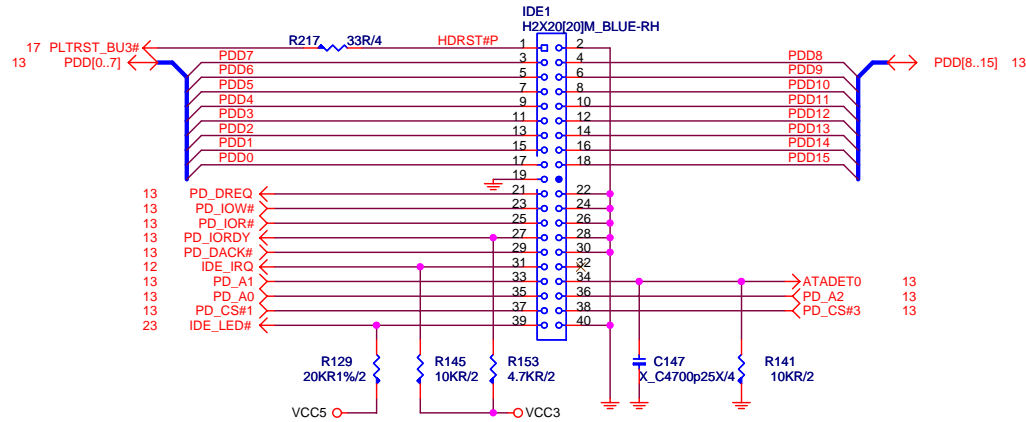 IDE1
H2X20[20]M_BLUE-RH
17 PLTRST_BU3# R217 33R/4 HDRST#P 1 2
13 PDD[0..7] PDD7 3 4 PDD8 PDD[8..15] 13
PDD6 5 6 PDD9
PDD5 7 8 PDD10
PDD4 9 10 PDD11
PDD3 11 12 PDD12
PDD2 13 14 PDD13
PDD1 15 16 PDD14
PDD0 17 18 PDD15
19
13 PD_DREQ 21 22
13 PD_IOW# 23 24
13 PD_IOR# 25 26
13 PD_IORDY 27 28
13 PD_DACK# 29 30
12 IDE_IRQ 31 32
13 PD_A1 33 34 ATADET0 13
13 PD_A0 35 36 PD_A2 13
13 PD_CS#1 37 38 PD_CS#3 13
23 IDE_LED# 39 40
R129 R145 R153 C147 R141
20KR1%/2 10KR/2 4.7KR/2 X_C4700p25X/4 10KR/2
VCC5 VCC3